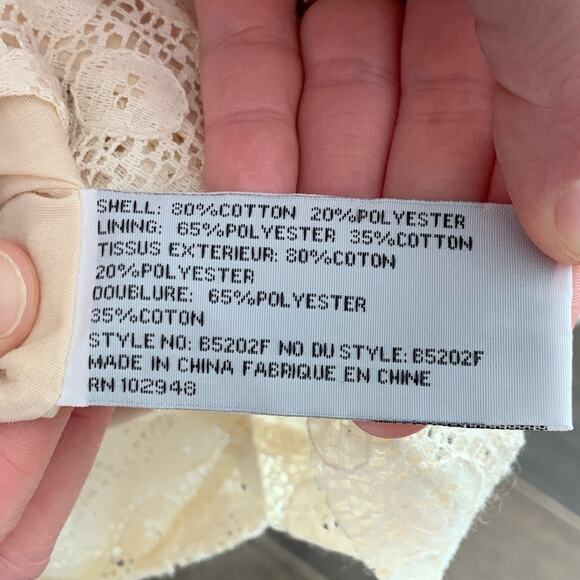 SHELL: 80%COTTON 20%POLYESTER
LINING: 65%POLYESTER 35%COTTON
TISSUS EXTERIEUR: 80%COTON
20%POLYESTER
DOUBLURE: 65%POLYESTER
35%COTON
STYLE NO: B5202F NO DU STYLE: B5202F
MADE IN CHINA FABRIQUE EN CHINE
RN 102948